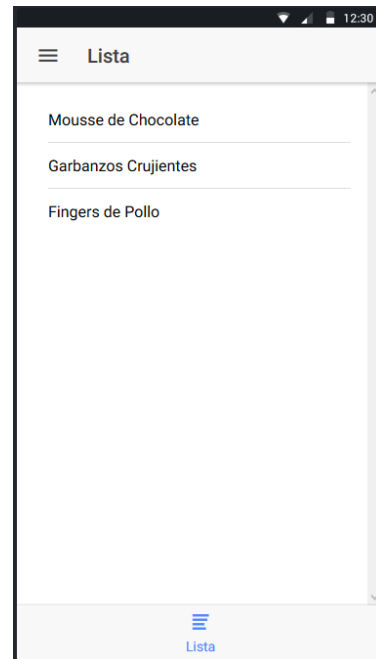 12:30
Lista
Mousse de Chocolate
Garbanzos Crujientes
Fingers de Pollo
Lista